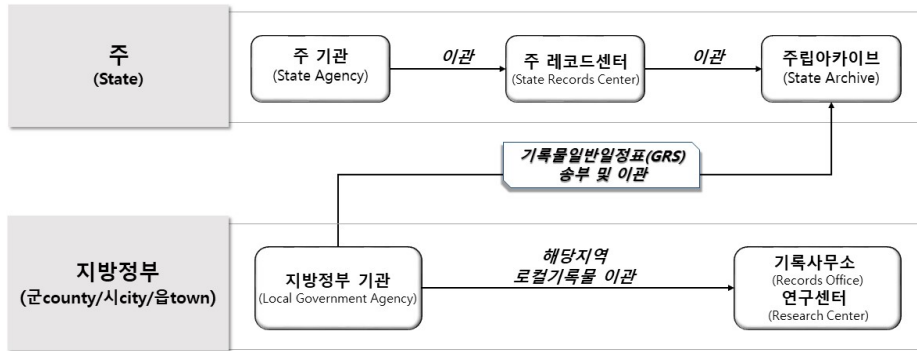 주
(State)
주 기관
(State Agency)
이관
주 레코드센터
(State Records Center)
이관
주립아카이브
(State Archive)
기록물일반일정표(GRS)
송부 및 이관
지방정부
(군county/시city/읍town)
지방정부 기관
(Local Government Agency)
해당지역
로컬기록물 이관
기록사무소
(Records Office)
연구센터
(Research Center)